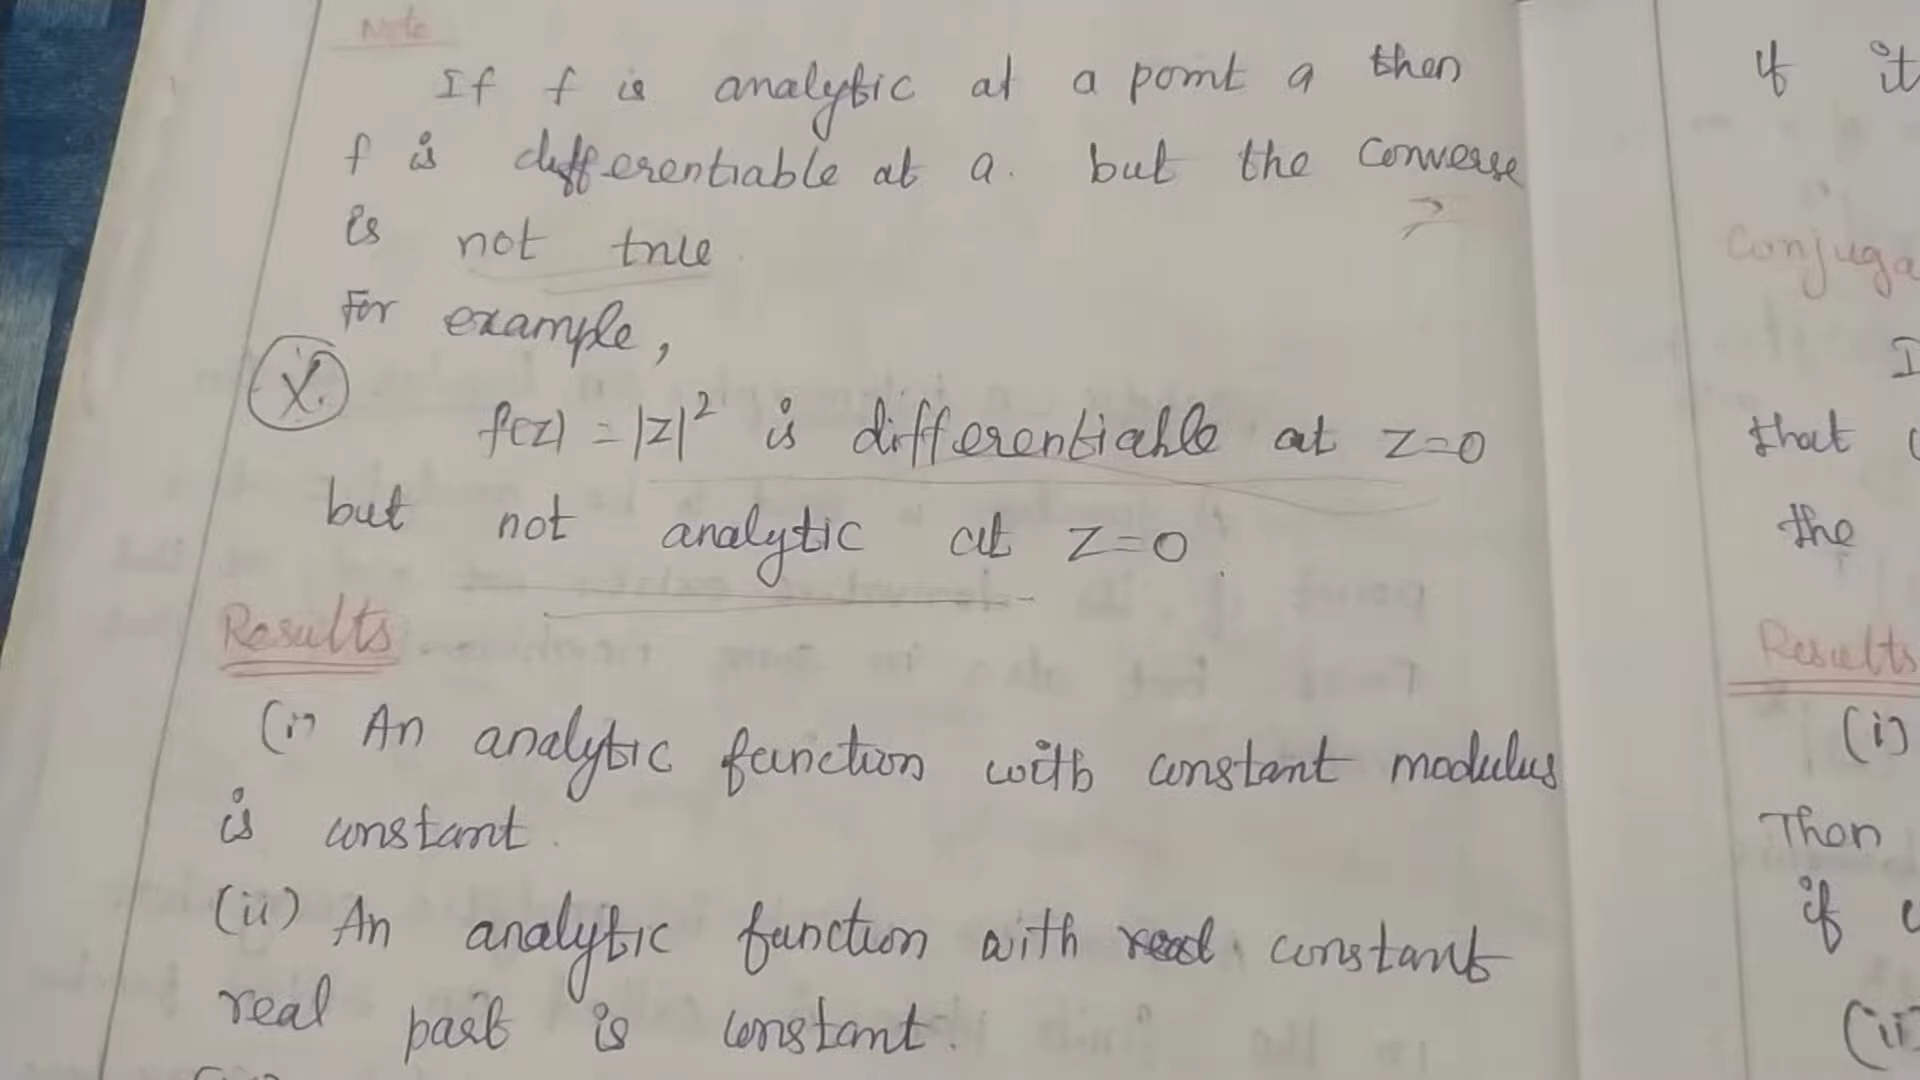 Note
If f is analytic at a point a then
f is differentiable at a. but the converse
is not true.
For example,
f(z) = |z|² is differentiable at z=0
but not analytic at z=0.
Results
(i) An analytic function with constant modulus
is constant.
(ii) An analytic function with real constant
real part is constant.
if it
Conjuga
I
that
the
Results
(i)
Then
if
(ii